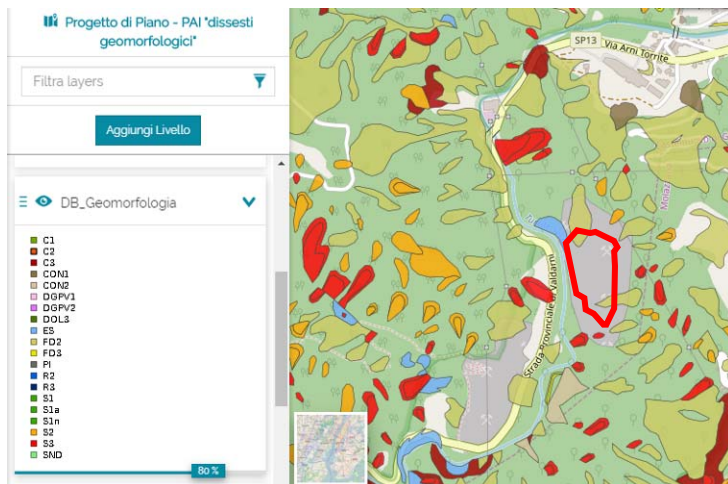 Progetto di Piano - PAI "dissesti
geomorfologici"
Filtra layers
Aggiungi Livello
DB_Geomorfologia
C1
C2
C3
CON1
CON2
DGPV1
DGPV2
DOL3
ES
FD2
FD3
PI
R2
R3
S1
S1a
S1n
S2
S3
SND
80 %
SP13
Via Arni Torrite
Strada Provinciale di Valdarni